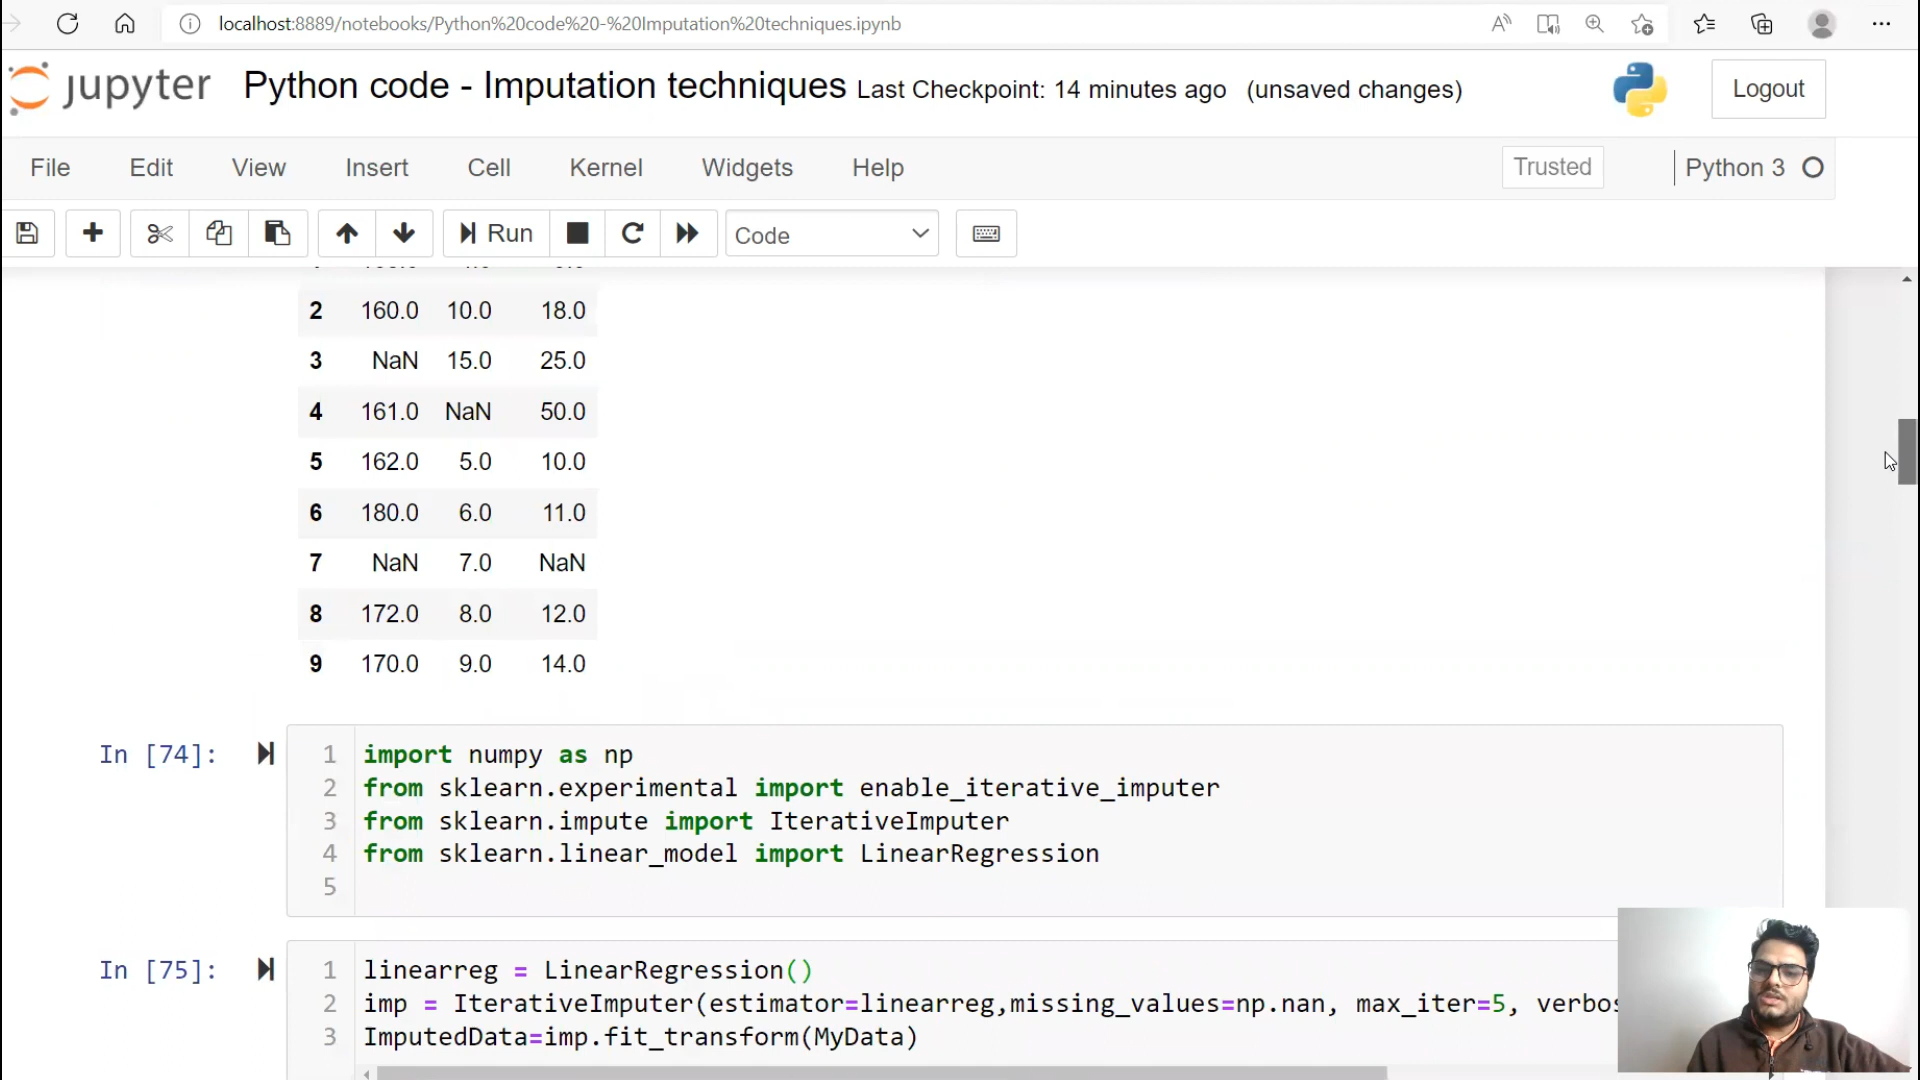 localhost:8889/notebooks/Python%20code%20-%20Imputation%20techniques.ipynb
jupyter Python code - Imputation techniques Last Checkpoint: 14 minutes ago (unsaved changes) Logout
File Edit View Insert Cell Kernel Widgets Help Trusted Python 3
Run Code
2 160.0 10.0 18.0
3 NaN 15.0 25.0
4 161.0 NaN 50.0
5 162.0 5.0 10.0
6 180.0 6.0 11.0
7 NaN 7.0 NaN
8 172.0 8.0 12.0
9 170.0 9.0 14.0
In [74]: 1 import numpy as np
2 from sklearn.experimental import enable_iterative_imputer
3 from sklearn.impute import IterativeImputer
4 from sklearn.linear_model import LinearRegression
5
In [75]: 1 linearreg = LinearRegression()
2 imp = IterativeImputer(estimator=linearreg,missing_values=np.nan, max_iter=5, verbos
3 ImputedData=imp.fit_transform(MyData)